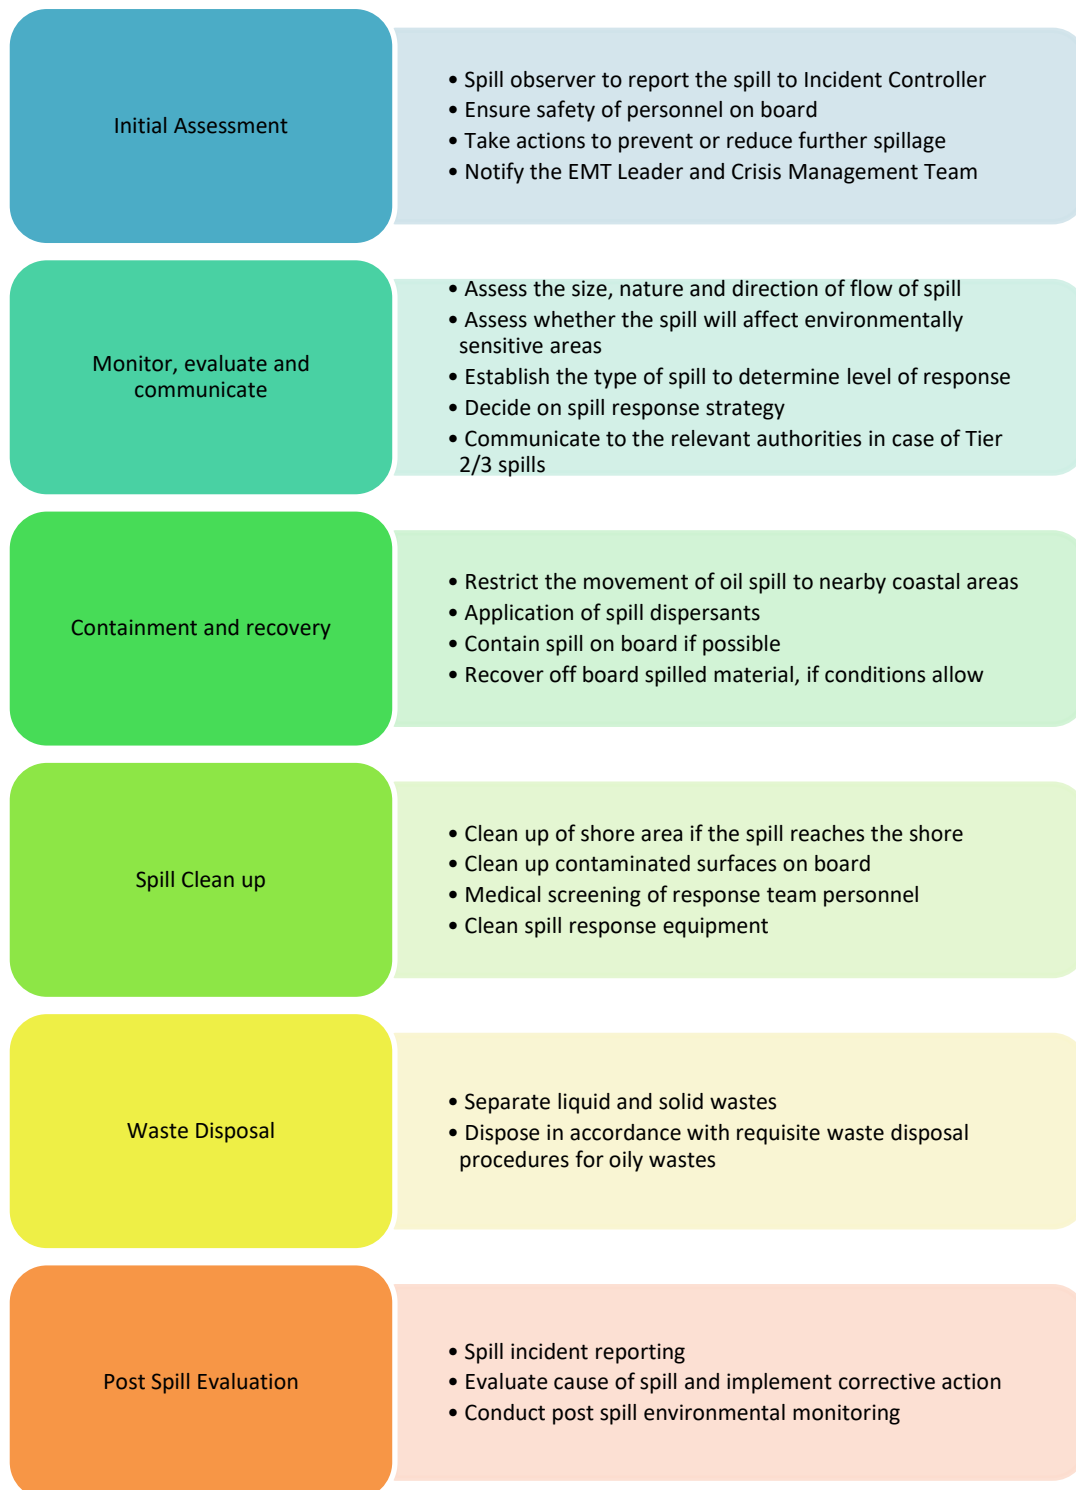 Initial Assessment
• Spill observer to report the spill to Incident Controller
• Ensure safety of personnel on board
• Take actions to prevent or reduce further spillage
• Notify the EMT Leader and Crisis Management Team
Monitor, evaluate and
communicate
• Assess the size, nature and direction of flow of spill
• Assess whether the spill will affect environmentally
sensitive areas
• Establish the type of spill to determine level of response
• Decide on spill response strategy
• Communicate to the relevant authorities in case of Tier
2/3 spills
Containment and recovery
• Restrict the movement of oil spill to nearby coastal areas
• Application of spill dispersants
• Contain spill on board if possible
• Recover off board spilled material, if conditions allow
Spill Clean up
• Clean up of shore area if the spill reaches the shore
• Clean up contaminated surfaces on board
• Medical screening of response team personnel
• Clean spill response equipment
Waste Disposal
• Separate liquid and solid wastes
• Dispose in accordance with requisite waste disposal
procedures for oily wastes
Post Spill Evaluation
• Spill incident reporting
• Evaluate cause of spill and implement corrective action
• Conduct post spill environmental monitoring